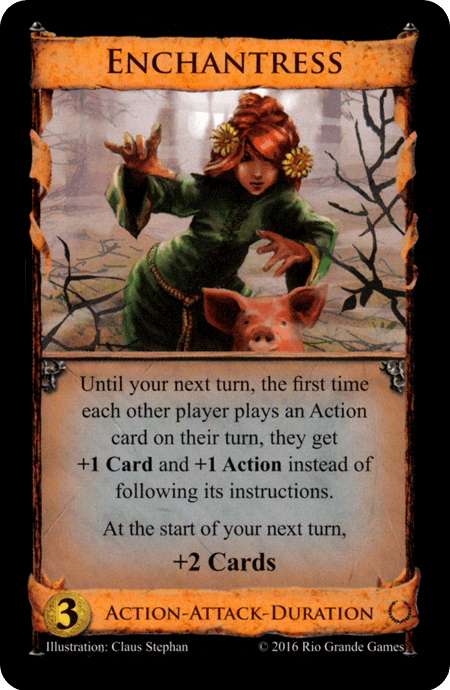 Enchantress
Until your next turn, the first time
each other player plays an Action
card on their turn, they get
+1 Card and +1 Action instead of
following its instructions.
At the start of your next turn,
+2 Cards
3 Action-Attack-Duration
Illustration: Claus Stephan © 2016 Rio Grande Games